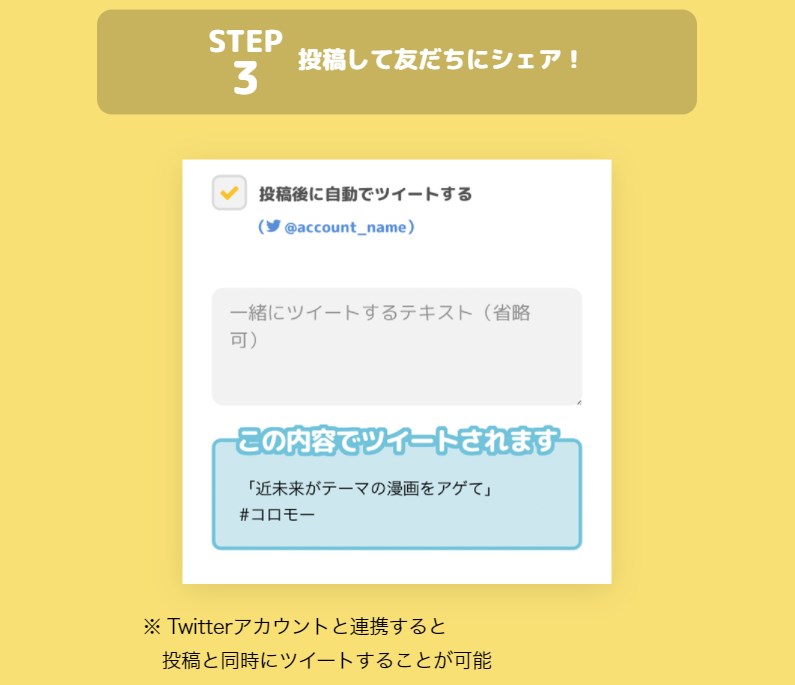 STEP
3
投稿して友だちにシェア！
投稿後に自動でツイートする
（@account_name）
一緒にツイートするテキスト（省略
可）
この内容でツイートされます
「近未来がテーマの漫画をアゲて」
#コロモー
※ Twitterアカウントと連携すると
投稿と同時にツイートすることが可能